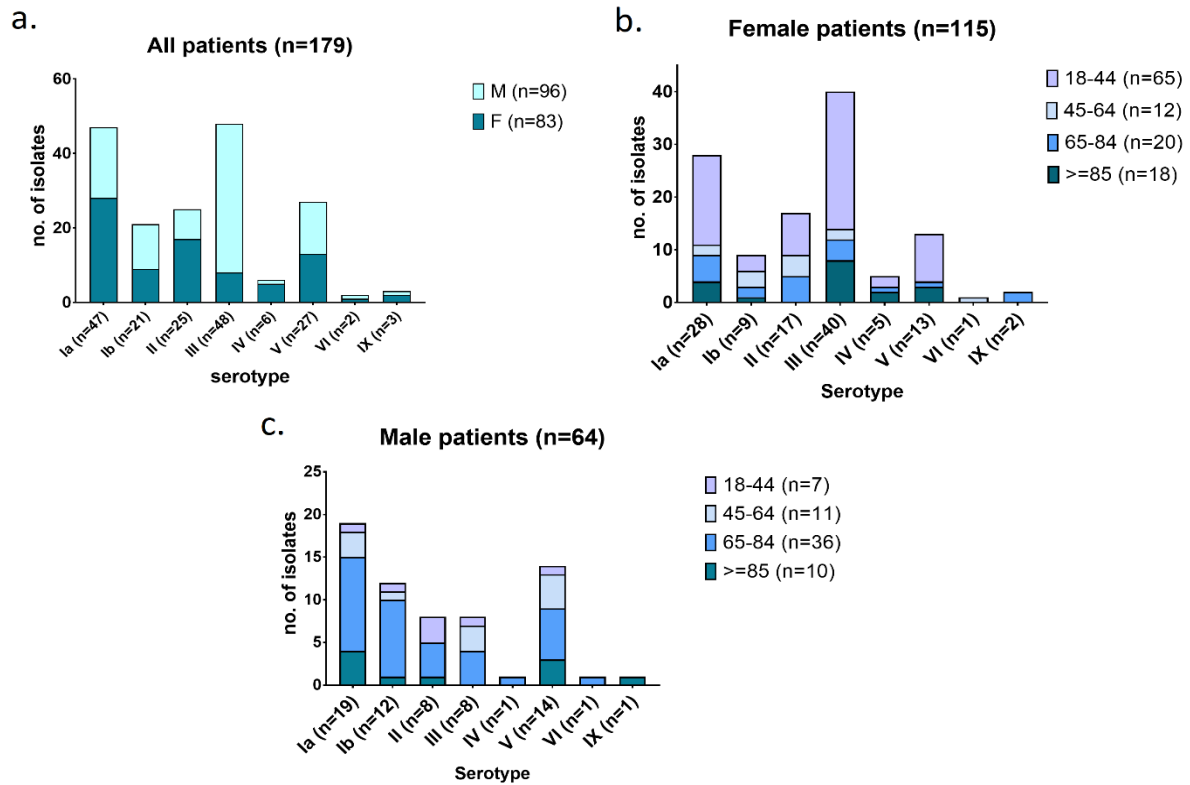 a.
All patients (n=179)
no. of isolates
60
40
20
0
Ia (n=47)
Ib (n=21)
II (n=25)
III (n=48)
IV (n=6)
V (n=27)
VI (n=2)
IX (n=3)
serotype
M (n=96)
F (n=83)
b.
Female patients (n=115)
no. of isolates
40
30
20
10
0
Ia (n=28)
Ib (n=9)
II (n=17)
III (n=40)
IV (n=5)
V (n=13)
VI (n=1)
IX (n=2)
Serotype
18-44 (n=65)
45-64 (n=12)
65-84 (n=20)
>=85 (n=18)
c.
Male patients (n=64)
no. of isolates
25
20
15
10
5
0
Ia (n=19)
Ib (n=12)
II (n=8)
III (n=8)
IV (n=1)
V (n=14)
VI (n=1)
IX (n=1)
Serotype
18-44 (n=7)
45-64 (n=11)
65-84 (n=36)
>=85 (n=10)